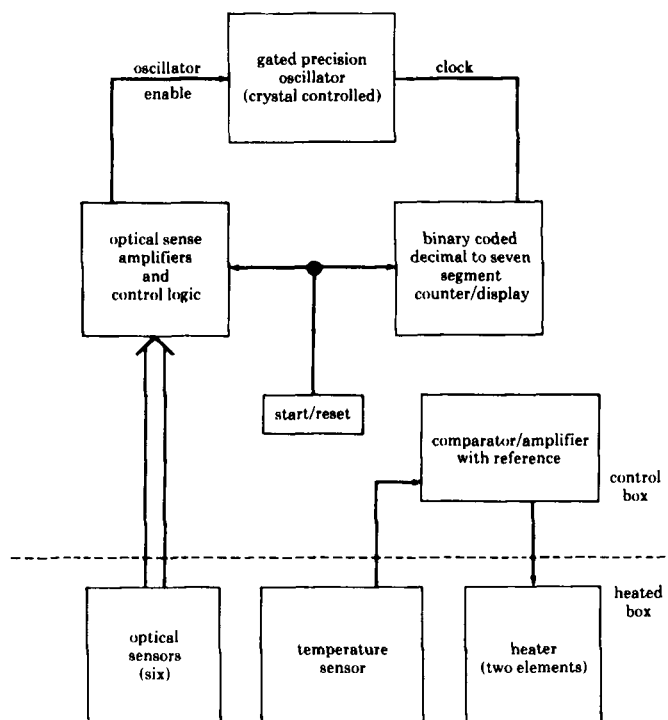 gated precision
oscillator
(crystal controlled)
oscillator
enable
clock
optical sense
amplifiers
and
control logic
binary coded
decimal to seven
segment
counter/display
start/reset
comparator/amplifier
with reference
control
box
heated
box
optical
sensors
(six)
temperature
sensor
heater
(two elements)